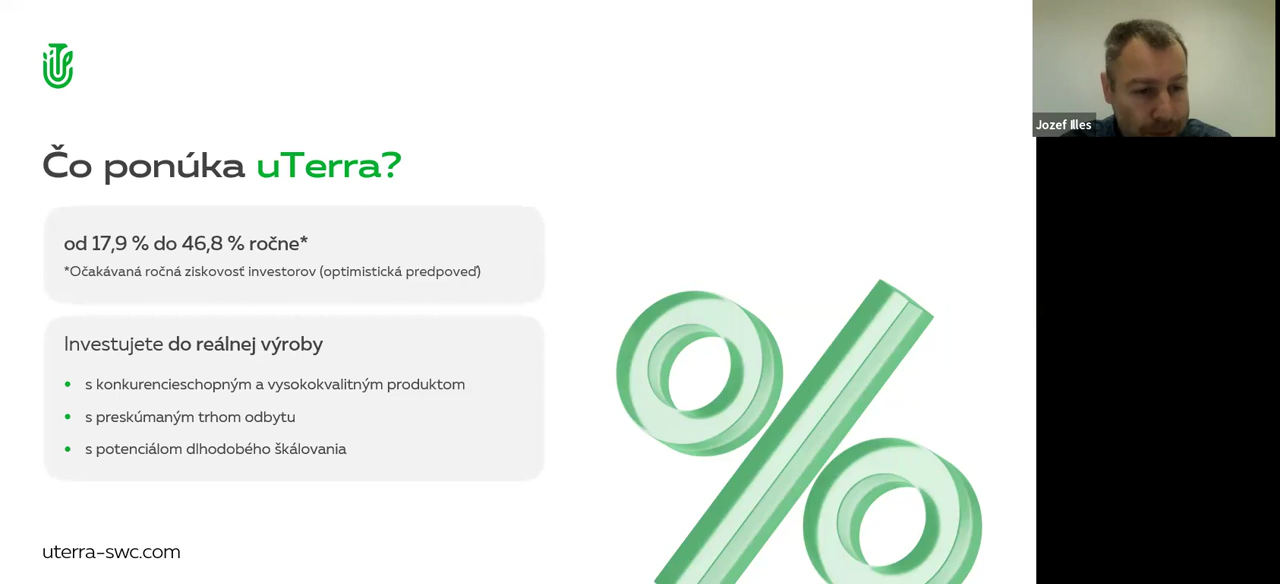 Čo ponúka uTerra?
od 17,9 % do 46,8 % ročne*
*Očakávaná ročná ziskovosť investorov (optimistická predpoveď)
Investujete do reálnej výroby
• s konkurencieschopným a vysokokvalitným produktom
• s preskúmaným trhom odbytu
• s potenciálom dlhodobého škálovania
uterra-swc.com
Jozef Illes